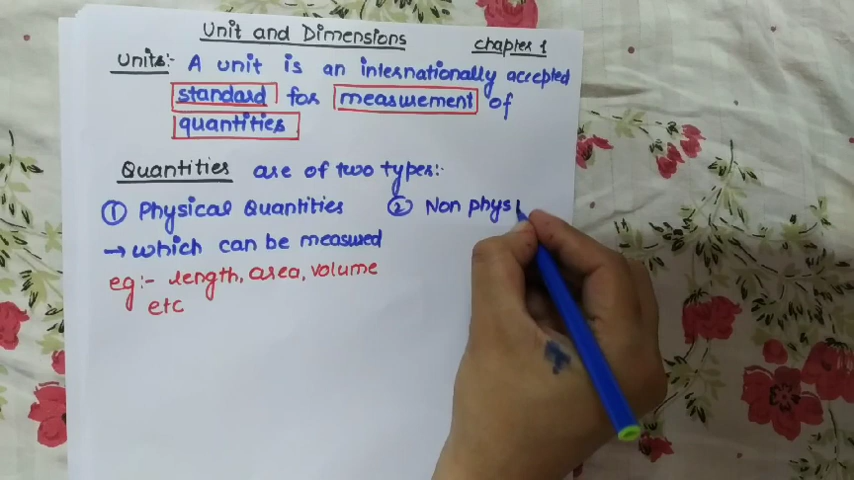 Unit and Dimensions
Chapter 1
Units:- A unit is an internationally accepted
standard for measurement of
quantities
Quantities are of two types:-
① Physical Quantities ② Non phys
→ which can be measured
eg:- length, area, volume
etc